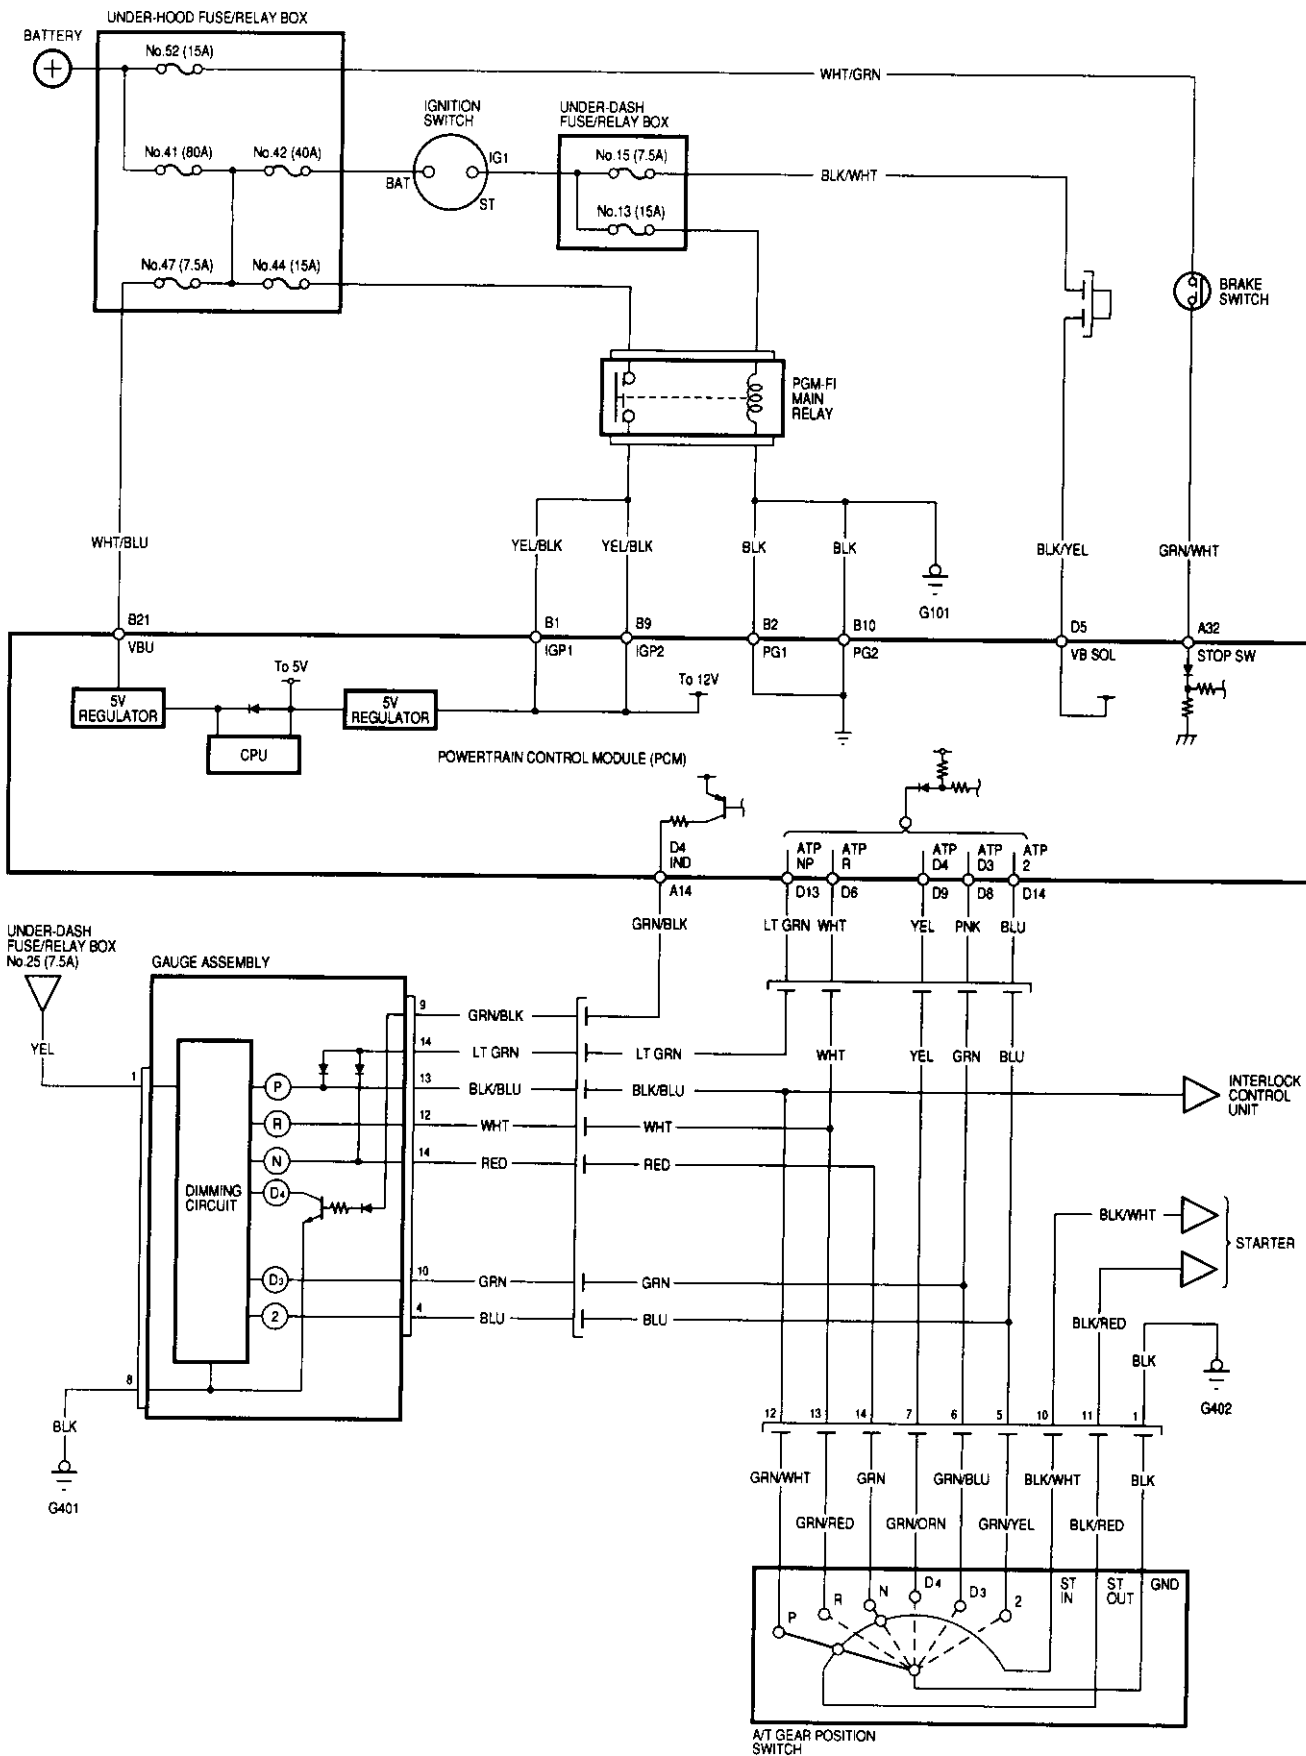 UNDER-HOOD FUSE/RELAY BOX
BATTERY
No.52 (15A)
WHT/GRN
IGNITION
SWITCH
UNDER-DASH
FUSE/RELAY BOX
No.41 (80A)
No.42 (40A)
BAT
IG1
ST
No.15 (7.5A)
BLK/WHT
No.13 (15A)
No.47 (7.5A)
No.44 (15A)
BRAKE
SWITCH
PGM-FI
MAIN
RELAY
WHT/BLU
YEL/BLK
YEL/BLK
BLK
BLK
G101
BLK/YEL
GRN/WHT
B21
VBU
B1
IGP1
B9
IGP2
B2
PG1
B10
PG2
D5
VB SOL
A32
STOP SW
To 5V
To 12V
5V
REGULATOR
5V
REGULATOR
CPU
POWERTRAIN CONTROL MODULE (PCM)
D4
IND
ATP
NP
ATP
R
ATP
D4
ATP
D3
ATP
2
A14
D13
D6
D9
D8
D14
GRN/BLK
LT GRN
WHT
YEL
PNK
BLU
UNDER-DASH
FUSE/RELAY BOX
No.25 (7.5A)
GAUGE ASSEMBLY
YEL
1
9
GRN/BLK
14
LT GRN
LT GRN
WHT
YEL
GRN
BLU
13
BLK/BLU
BLK/BLU
INTERLOCK
CONTROL
UNIT
P
12
WHT
WHT
R
14
RED
RED
N
DIMMING
CIRCUIT
D4
BLK/WHT
STARTER
D3
10
GRN
GRN
2
4
BLU
BLU
BLK/RED
BLK
8
BLK
G401
G402
12
13
14
7
6
5
10
11
1
GRN/WHT
GRN
GRN/BLU
BLK/WHT
BLK
GRN/RED
GRN/ORN
GRN/YEL
BLK/RED
P
R
N
D4
D3
2
ST
IN
ST
OUT
GND
A/T GEAR POSITION
SWITCH